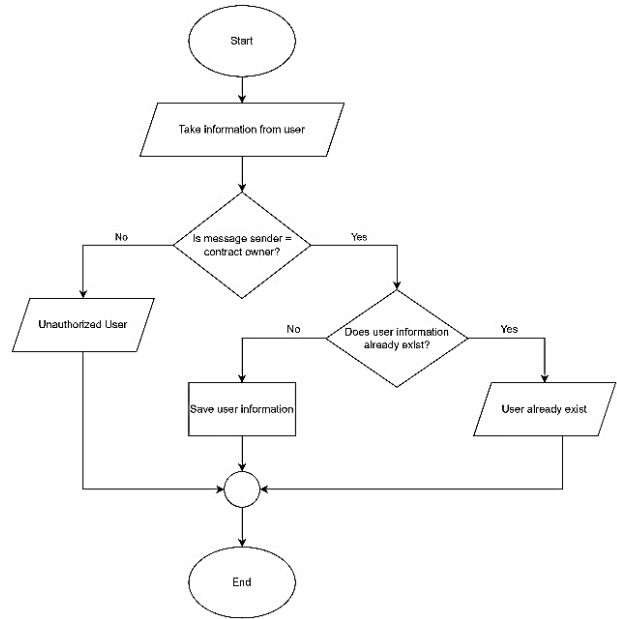 Start
Take information from user
Is message sender =
contract owner?
No
Yes
Unauthorized User
Does user information
already exist?
No
Yes
Save user information
User already exist
End